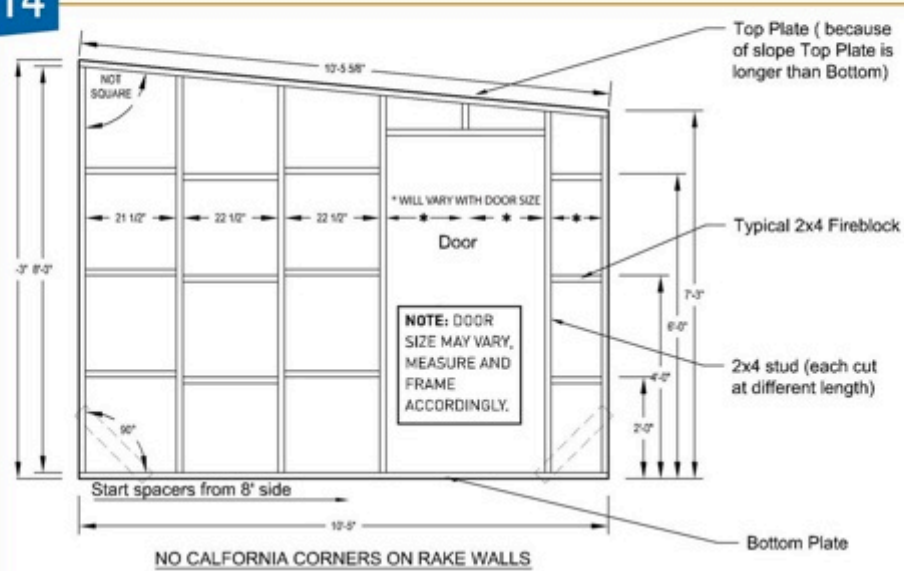 14
Top Plate ( because
of slope Top Plate is
longer than Bottom)
10'-5 5/8"
NOT
SQUARE
21 1/2"
22 1/2"
22 1/2"
* WILL VARY WITH DOOR SIZE
* * *
Door
Typical 2x4 Fireblock
-3"
7'-3"
6'-0"
NOTE: DOOR
SIZE MAY VARY,
MEASURE AND
FRAME
ACCORDINGLY.
2x4 stud (each cut
at different length)
4'-0"
2'-0"
90°
Start spacers from 8' side
10'-5"
Bottom Plate
NO CALFORNIA CORNERS ON RAKE WALLS